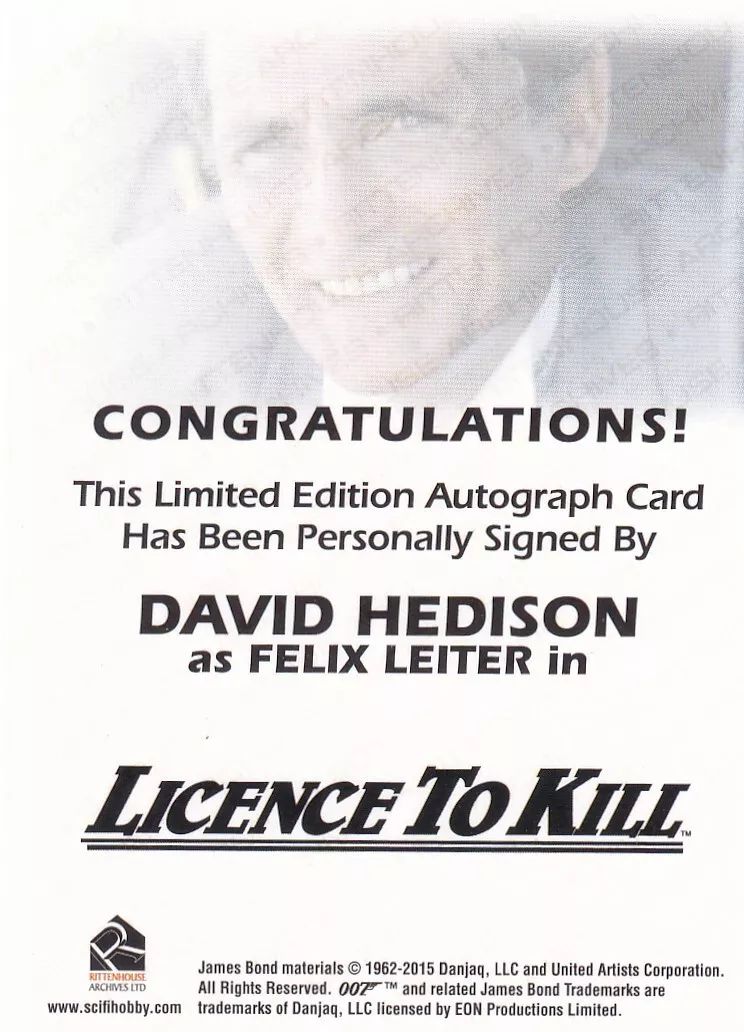 CONGRATULATIONS!
This Limited Edition Autograph Card
Has Been Personally Signed By
DAVID HEDISON
as FELIX LEITER in
LICENCE TO KILL™
RITTENHOUSE
ARCHIVES LTD
www.scifihobby.com
James Bond materials © 1962-2015 Danjaq, LLC and United Artists Corporation.
All Rights Reserved. 007 ™ and related James Bond Trademarks are
trademarks of Danjaq, LLC licensed by EON Productions Limited.